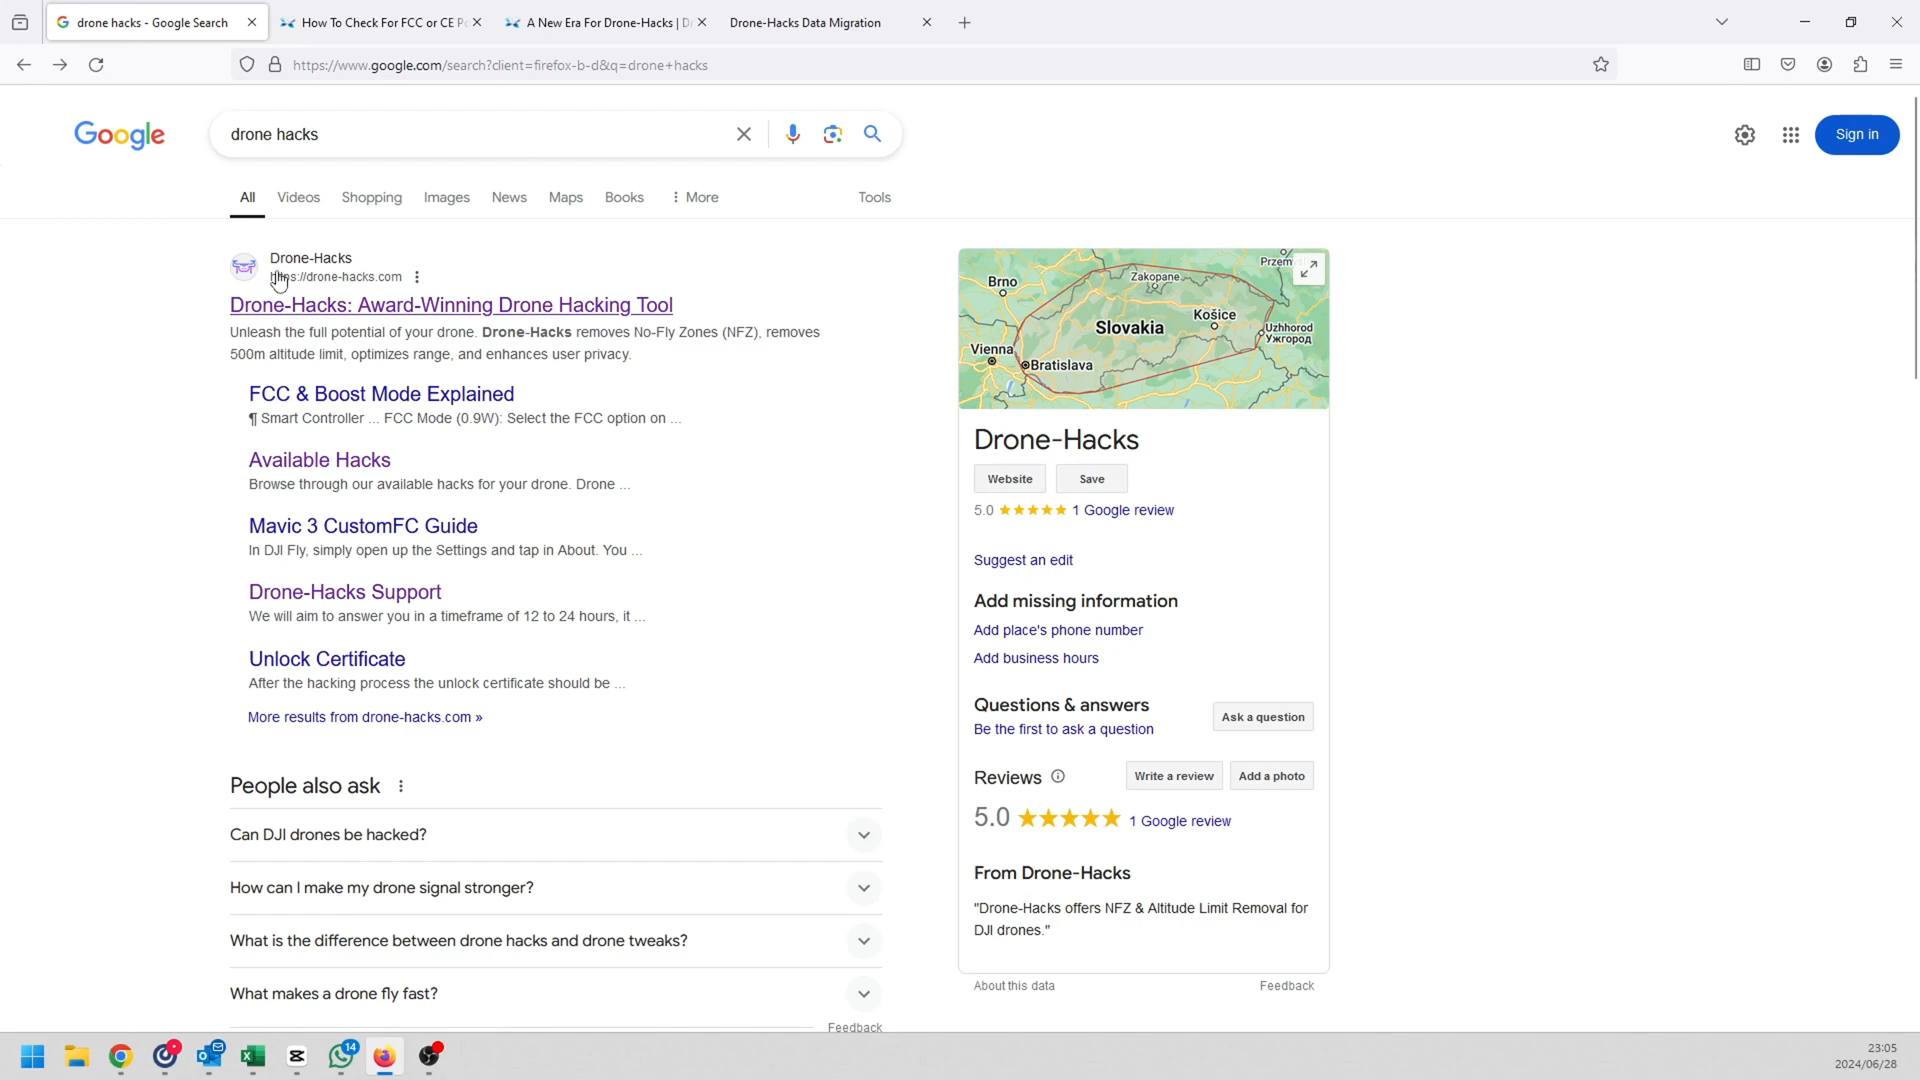 drone hacks - Google Search
How To Check For FCC or CE P
A New Era For Drone-Hacks | D
Drone-Hacks Data Migration
https://www.google.com/search?client=firefox-b-d&q=drone+hacks
Google
drone hacks
Sign in
All
Videos
Shopping
Images
News
Maps
Books
More
Tools
Drone-Hacks
https://drone-hacks.com
Drone-Hacks: Award-Winning Drone Hacking Tool
Unleash the full potential of your drone. Drone-Hacks removes No-Fly Zones (NFZ), removes
500m altitude limit, optimizes range, and enhances user privacy.
FCC & Boost Mode Explained
¶ Smart Controller ... FCC Mode (0.9W): Select the FCC option on ...
Available Hacks
Browse through our available hacks for your drone. Drone ...
Mavic 3 CustomFC Guide
In DJI Fly, simply open up the Settings and tap in About. You ...
Drone-Hacks Support
We will aim to answer you in a timeframe of 12 to 24 hours, it ...
Unlock Certificate
After the hacking process the unlock certificate should be ...
More results from drone-hacks.com »
People also ask
Can DJI drones be hacked?
How can I make my drone signal stronger?
What is the difference between drone hacks and drone tweaks?
What makes a drone fly fast?
Feedback
Przem
Zakopane
Brno
Košice
Slovakia
Uzhhorod
Ужгород
Vienna
Bratislava
Drone-Hacks
Website
Save
5.0
1 Google review
Suggest an edit
Add missing information
Add place's phone number
Add business hours
Questions & answers
Be the first to ask a question
Ask a question
Reviews
Write a review
Add a photo
5.0
1 Google review
From Drone-Hacks
"Drone-Hacks offers NFZ & Altitude Limit Removal for
DJI drones."
About this data
Feedback
14
23:05
2024/06/28